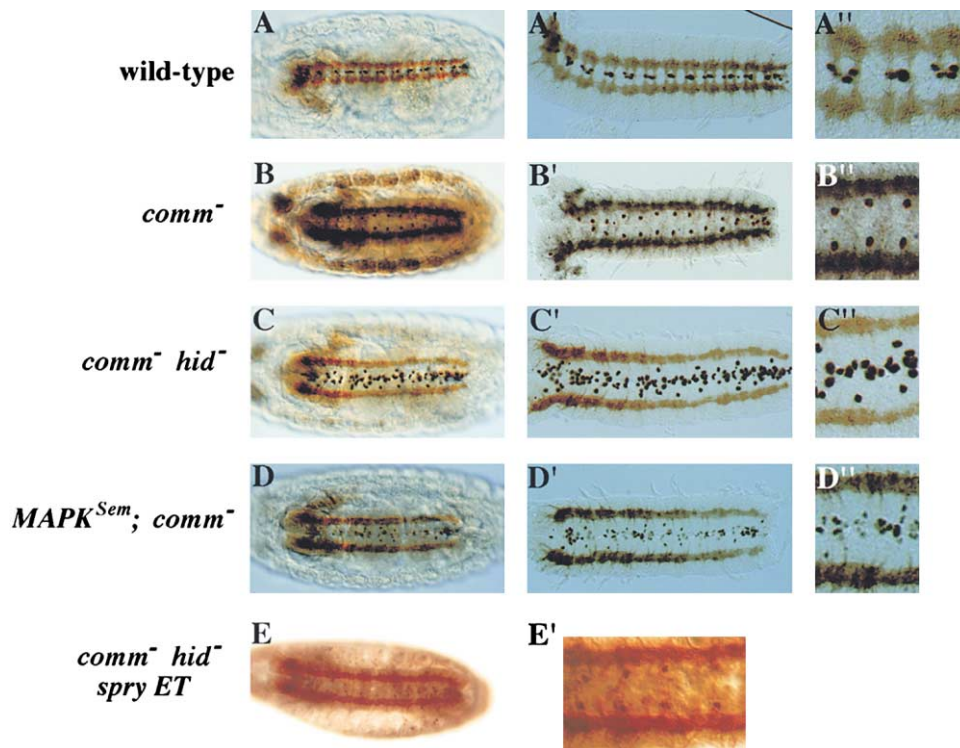 A A' A''
wild-type
B B' B''
comm-
C C' C''
comm- hid-
D D' D''
MAPK^Sem; comm-
E E'
comm- hid-
spry ET